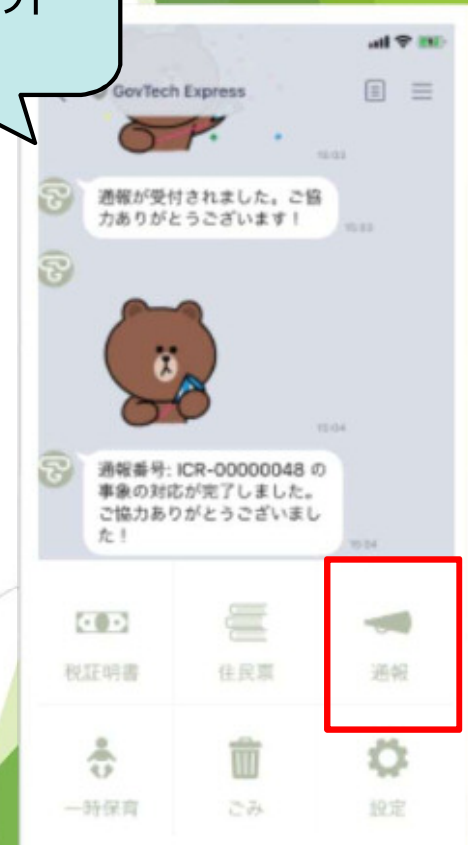 GovTech Express
15:03
通報が受付されました。ご協
力ありがとうございます！
15:03
15:04
通報番号: ICR-00000048 の
事象の対応が完了しました。
ご協力ありがとうございまし
た！
15:04
税証明書
住民票
通報
一時保育
ごみ
設定